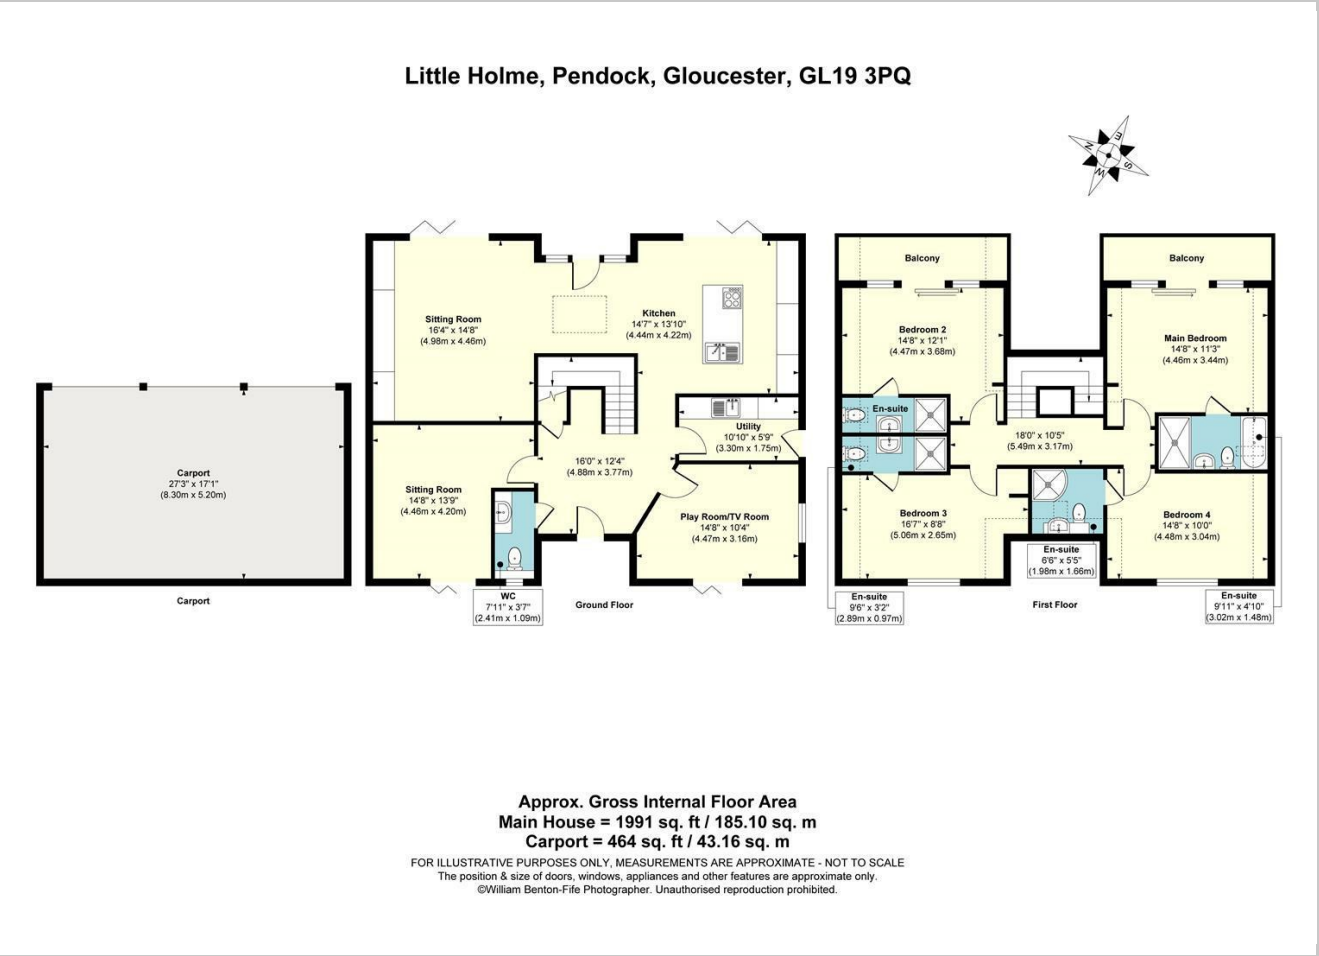 Little Holme, Pendock, Gloucester, GL19 3PQ
N
E
S
W
Carport
27'3" x 17'1"
(8.30m x 5.20m)
Carport
Sitting Room
16'4" x 14'8"
(4.98m x 4.46m)
Kitchen
14'7" x 13'10"
(4.44m x 4.22m)
Utility
10'10" x 5'9"
(3.30m x 1.75m)
16'0" x 12'4"
(4.88m x 3.77m)
Sitting Room
14'8" x 13'9"
(4.46m x 4.20m)
Play Room/TV Room
14'8" x 10'4"
(4.47m x 3.16m)
WC
7'11" x 3'7"
(2.41m x 1.09m)
Ground Floor
Balcony
Balcony
Bedroom 2
14'8" x 12'1"
(4.47m x 3.68m)
Main Bedroom
14'8" x 11'3"
(4.46m x 3.44m)
En-suite
18'0" x 10'5"
(5.49m x 3.17m)
Bedroom 3
16'7" x 8'8"
(5.06m x 2.65m)
Bedroom 4
14'8" x 10'0"
(4.48m x 3.04m)
En-suite
6'6" x 5'5"
(1.98m x 1.66m)
En-suite
9'6" x 3'2"
(2.89m x 0.97m)
First Floor
En-suite
9'11" x 4'10"
(3.02m x 1.48m)
Approx. Gross Internal Floor Area
Main House = 1991 sq. ft / 185.10 sq. m
Carport = 464 sq. ft / 43.16 sq. m
FOR ILLUSTRATIVE PURPOSES ONLY, MEASUREMENTS ARE APPROXIMATE - NOT TO SCALE
The position & size of doors, windows, appliances and other features are approximate only.
©William Benton-Fife Photographer. Unauthorised reproduction prohibited.